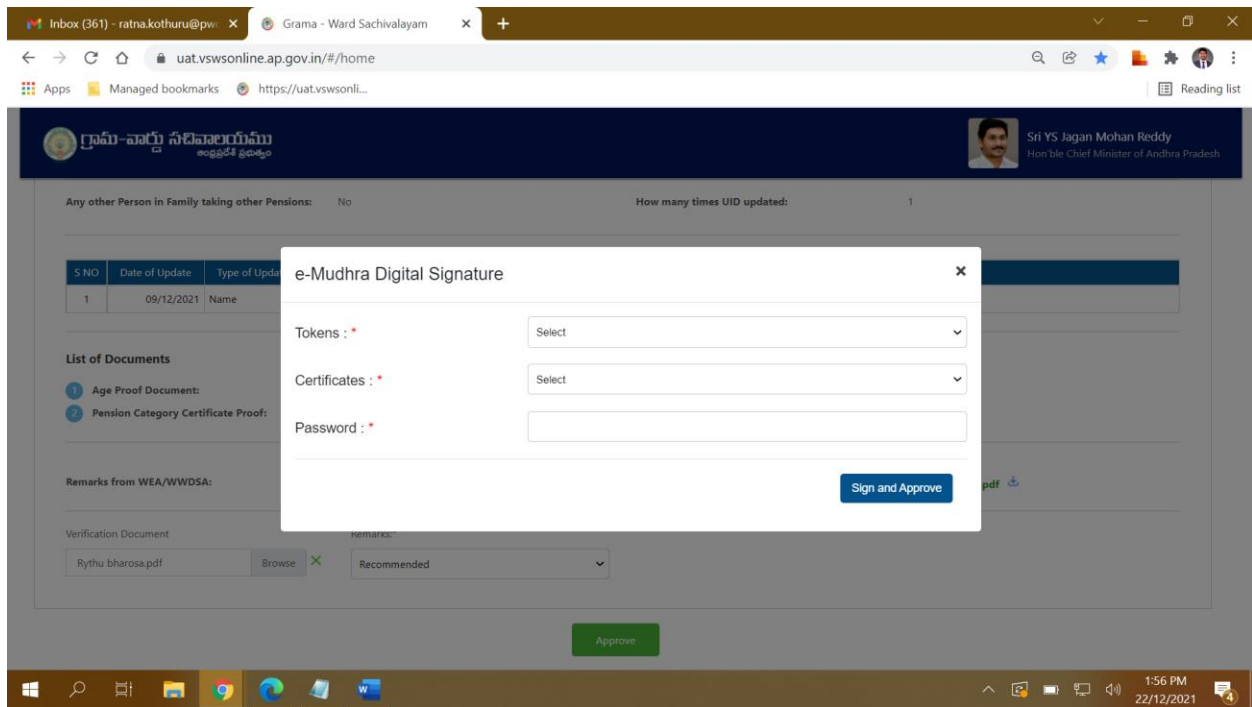 Inbox (361) - ratna.kothuru@pwc
Grama - Ward Sachivalayam
uat.vswsonline.ap.gov.in/#/home
Apps
Managed bookmarks
https://uat.vswsonli...
Reading list
గ్రామ-వార్డు సచివాలయము
ఆంధ్రప్రదేశ్ ప్రభుత్వం
Sri YS Jagan Mohan Reddy
Hon'ble Chief Minister of Andhra Pradesh
Any other Person in Family taking other Pensions: No How many times UID updated: 1
S NO Date of Update Type of Updat
1 09/12/2021 Name
e-Mudhra Digital Signature
Tokens : * Select
Certificates : * Select
Password : *
Sign and Approve
List of Documents
1 Age Proof Document:
2 Pension Category Certificate Proof:
Remarks from WEA/WWDSA: pdf
Verification Document Remarks:*
Rythu bharosa.pdf Browse Recommended
Approve
1:56 PM
22/12/2021
4